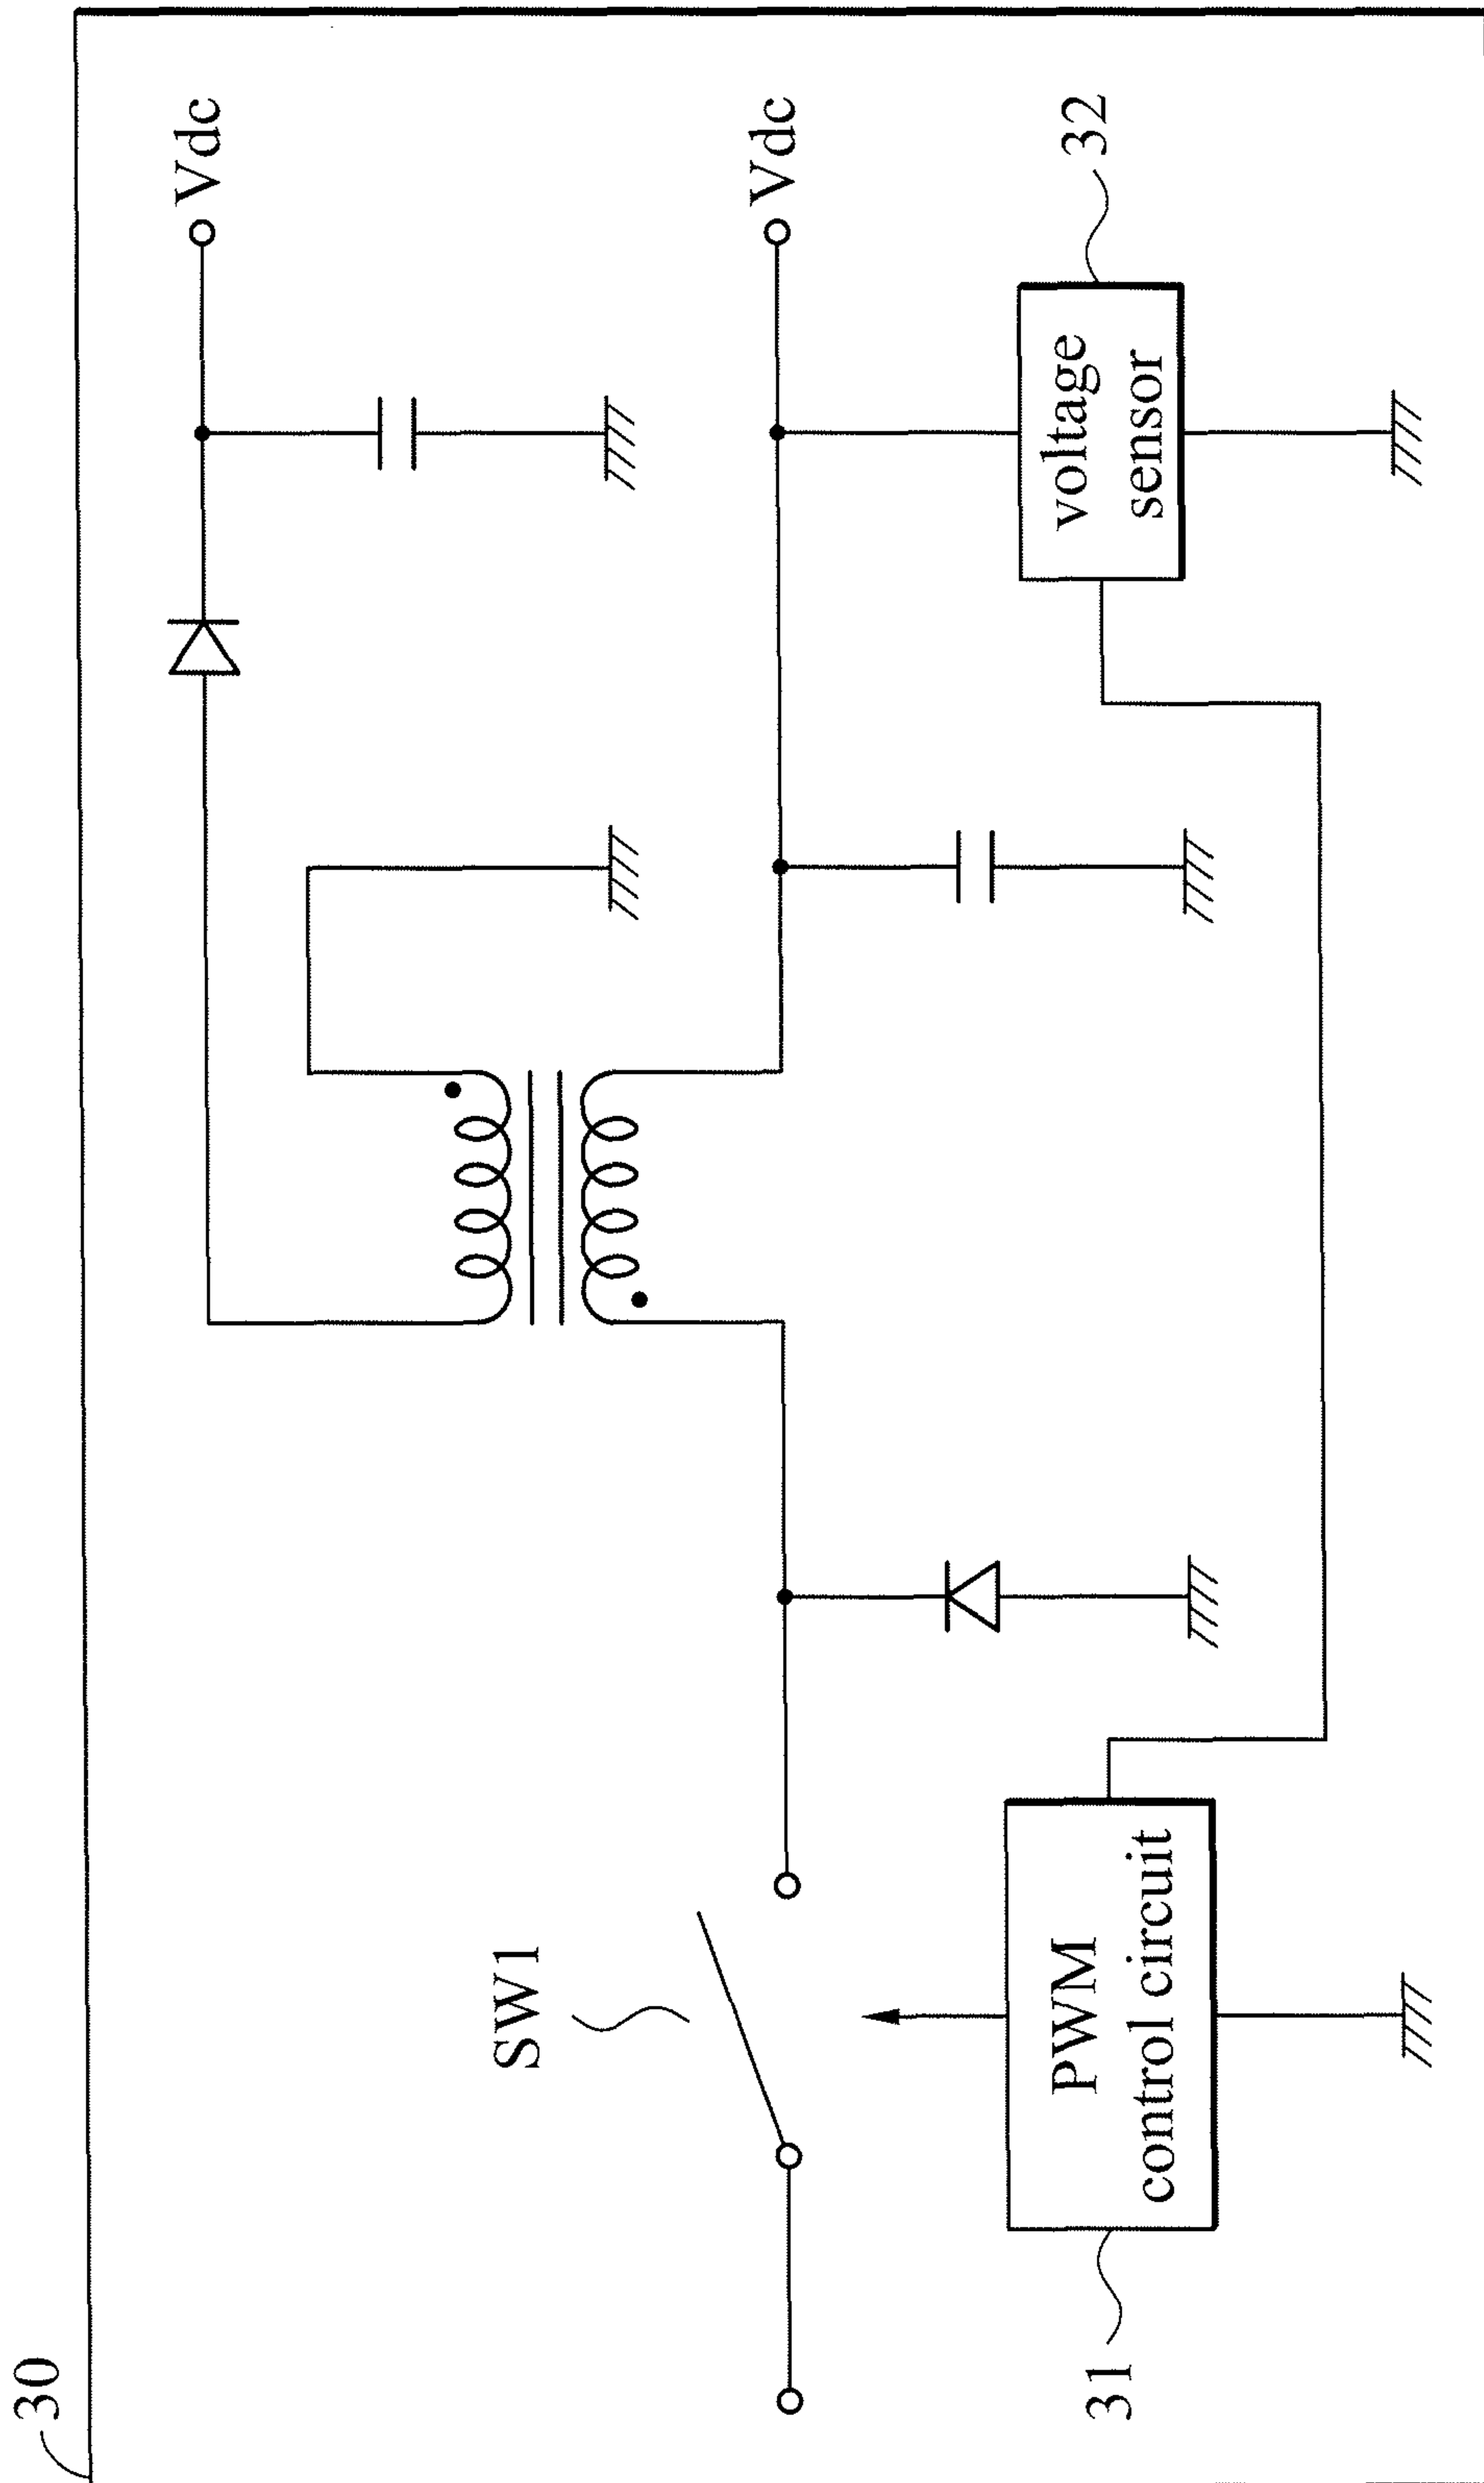 30
SW1
Vdc
Vdc
PWM
control circuit
voltage
sensor
31
32